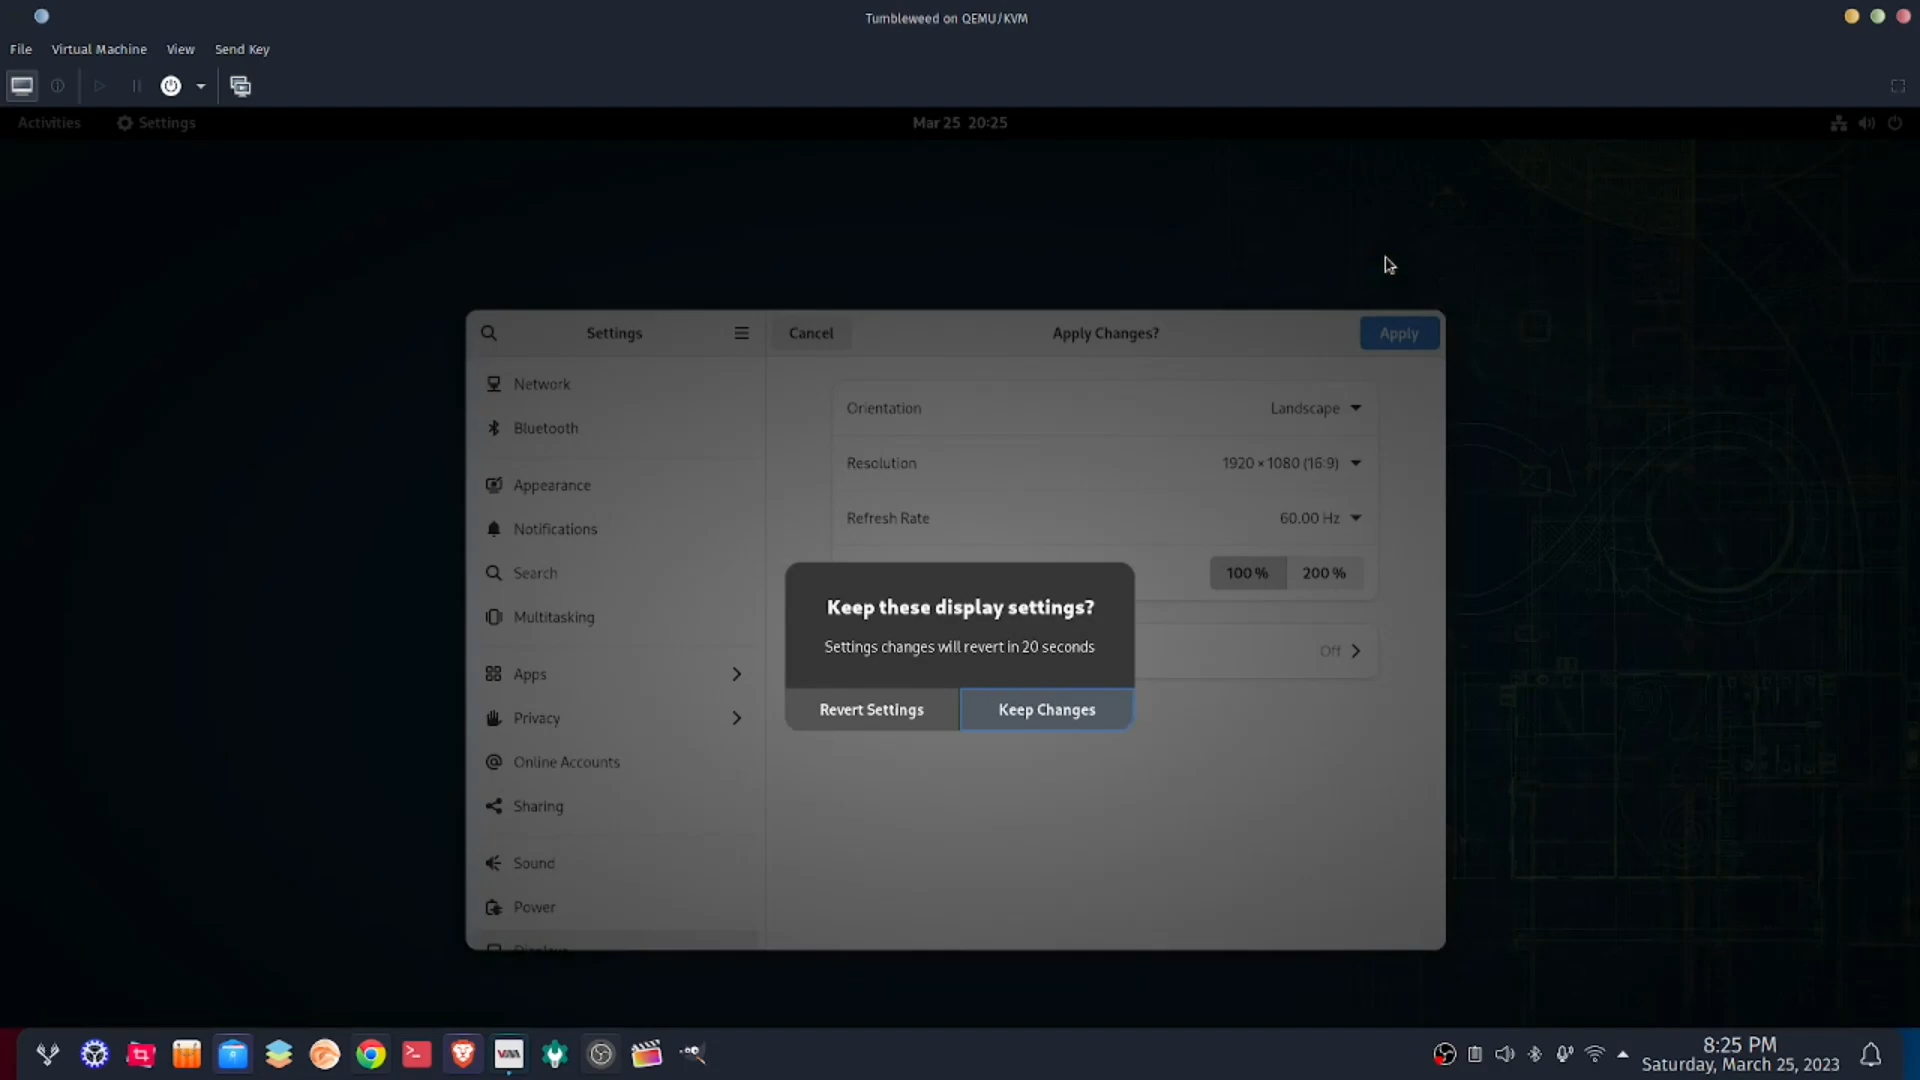 Tumbleweed on QEMU/KVM
File Virtual Machine View Send Key
Activities Settings Mar 25 20:25
Settings Cancel Apply Changes? Apply
Network
Bluetooth
Appearance
Notifications
Search
Multitasking
Apps
Privacy
Online Accounts
Sharing
Sound
Power
Displays
Orientation Landscape
Resolution 1920 × 1080 (16:9)
Refresh Rate 60.00 Hz
100 % 200 %
Off
Keep these display settings?
Settings changes will revert in 20 seconds
Revert Settings Keep Changes
8:25 PM
Saturday, March 25, 2023